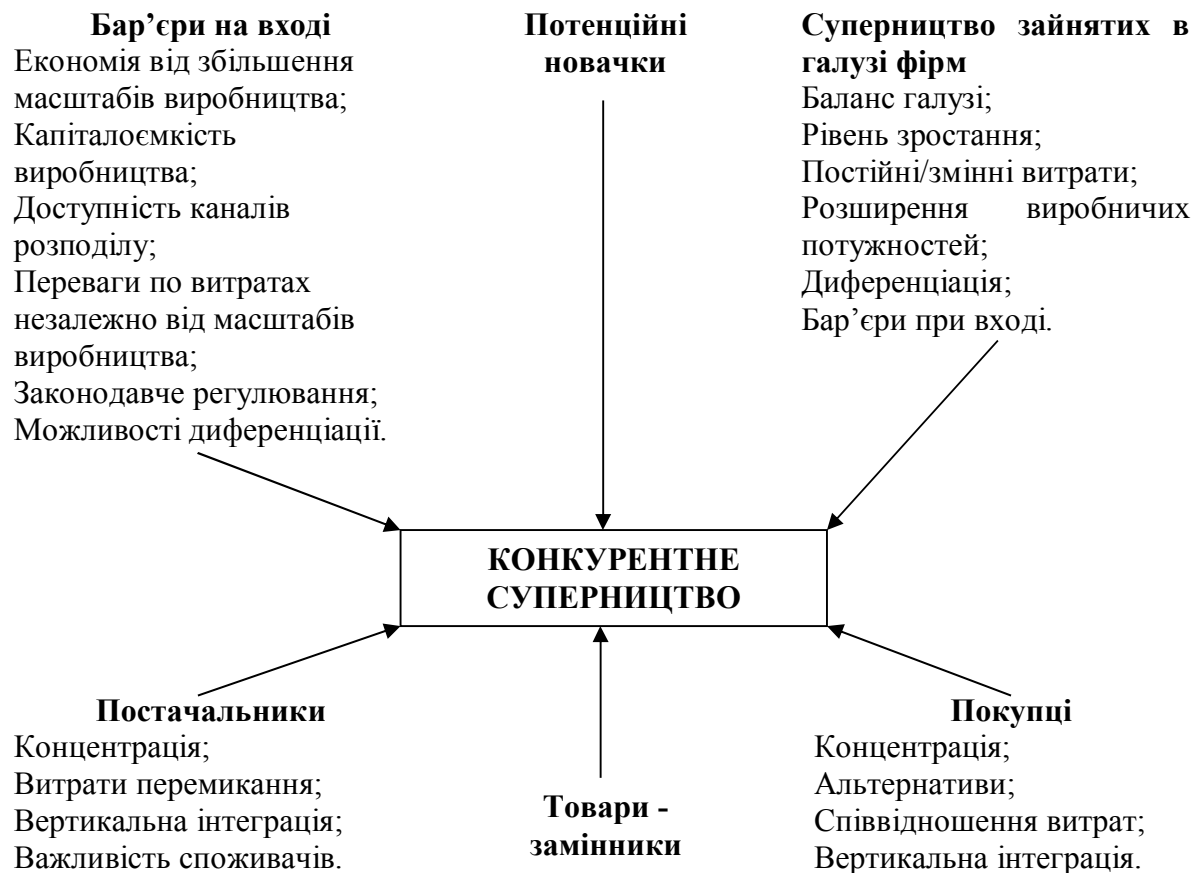 Бар’єри на вході
Економія від збільшення
масштабів виробництва;
Капіталоємкість
виробництва;
Доступність каналів
розподілу;
Переваги по витратах
незалежно від масштабів
виробництва;
Законодавче регулювання;
Можливості диференціації.
Потенційні
новачки
Суперництво зайнятих в
галузі фірм
Баланс галузі;
Рівень зростання;
Постійні/змінні витрати;
Розширення виробничих
потужностей;
Диференціація;
Бар’єри при вході.
КОНКУРЕНТНЕ
СУПЕРНИЦТВО
Постачальники
Концентрація;
Витрати перемикання;
Вертикальна інтеграція;
Важливість споживачів.
Товари -
замінники
Покупці
Концентрація;
Альтернативи;
Співвідношення витрат;
Вертикальна інтеграція.